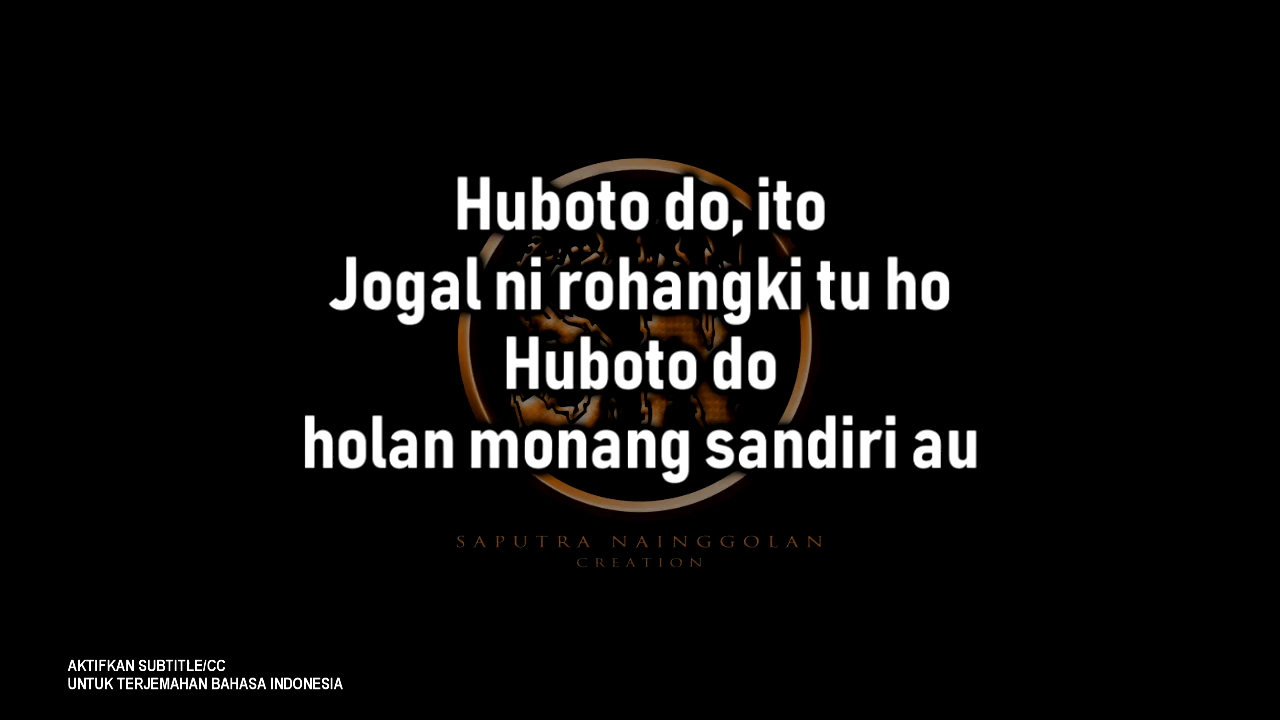 Huboto do, ito
Jogal ni rohangki tu ho
Huboto do
holan monang sandiri au
SAPUTRA NAINGGOLAN
CREATION
AKTIFKAN SUBTITLE/CC
UNTUK TERJEMAHAN BAHASA INDONESIA